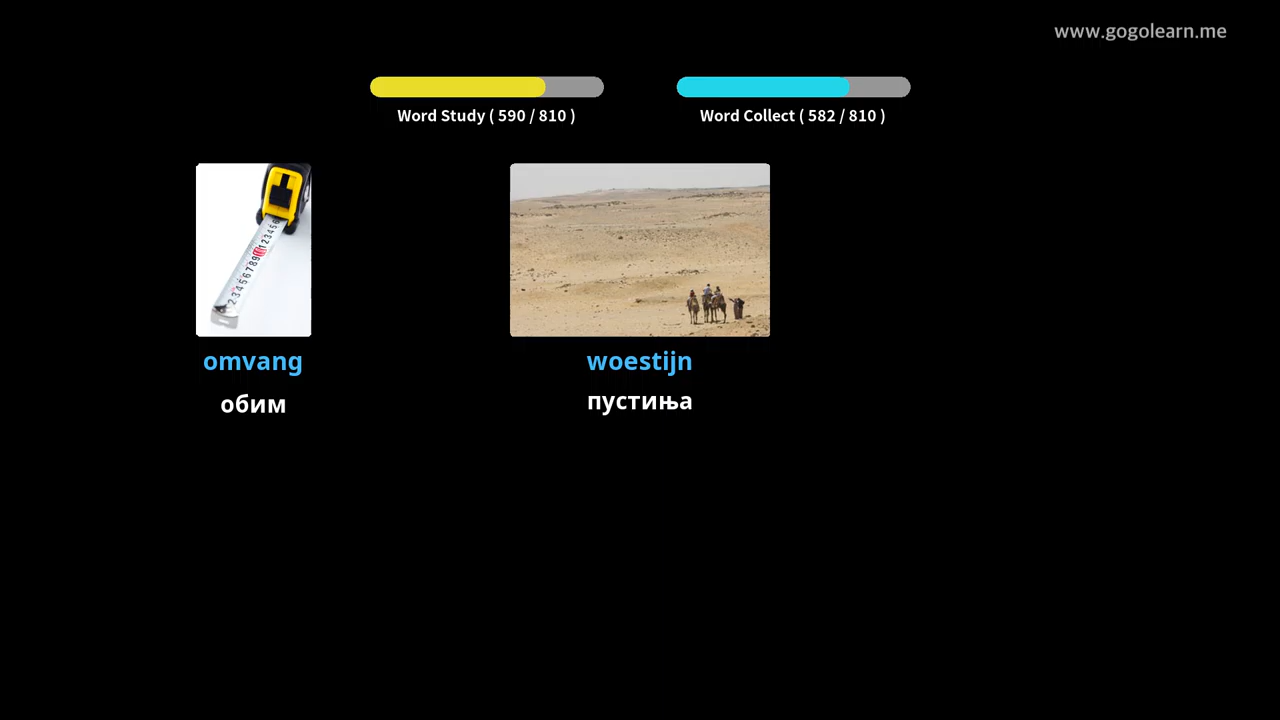 www.gogolearn.me
Word Study ( 590 / 810 )
Word Collect ( 582 / 810 )
omvang
обим
woestijn
пустиња